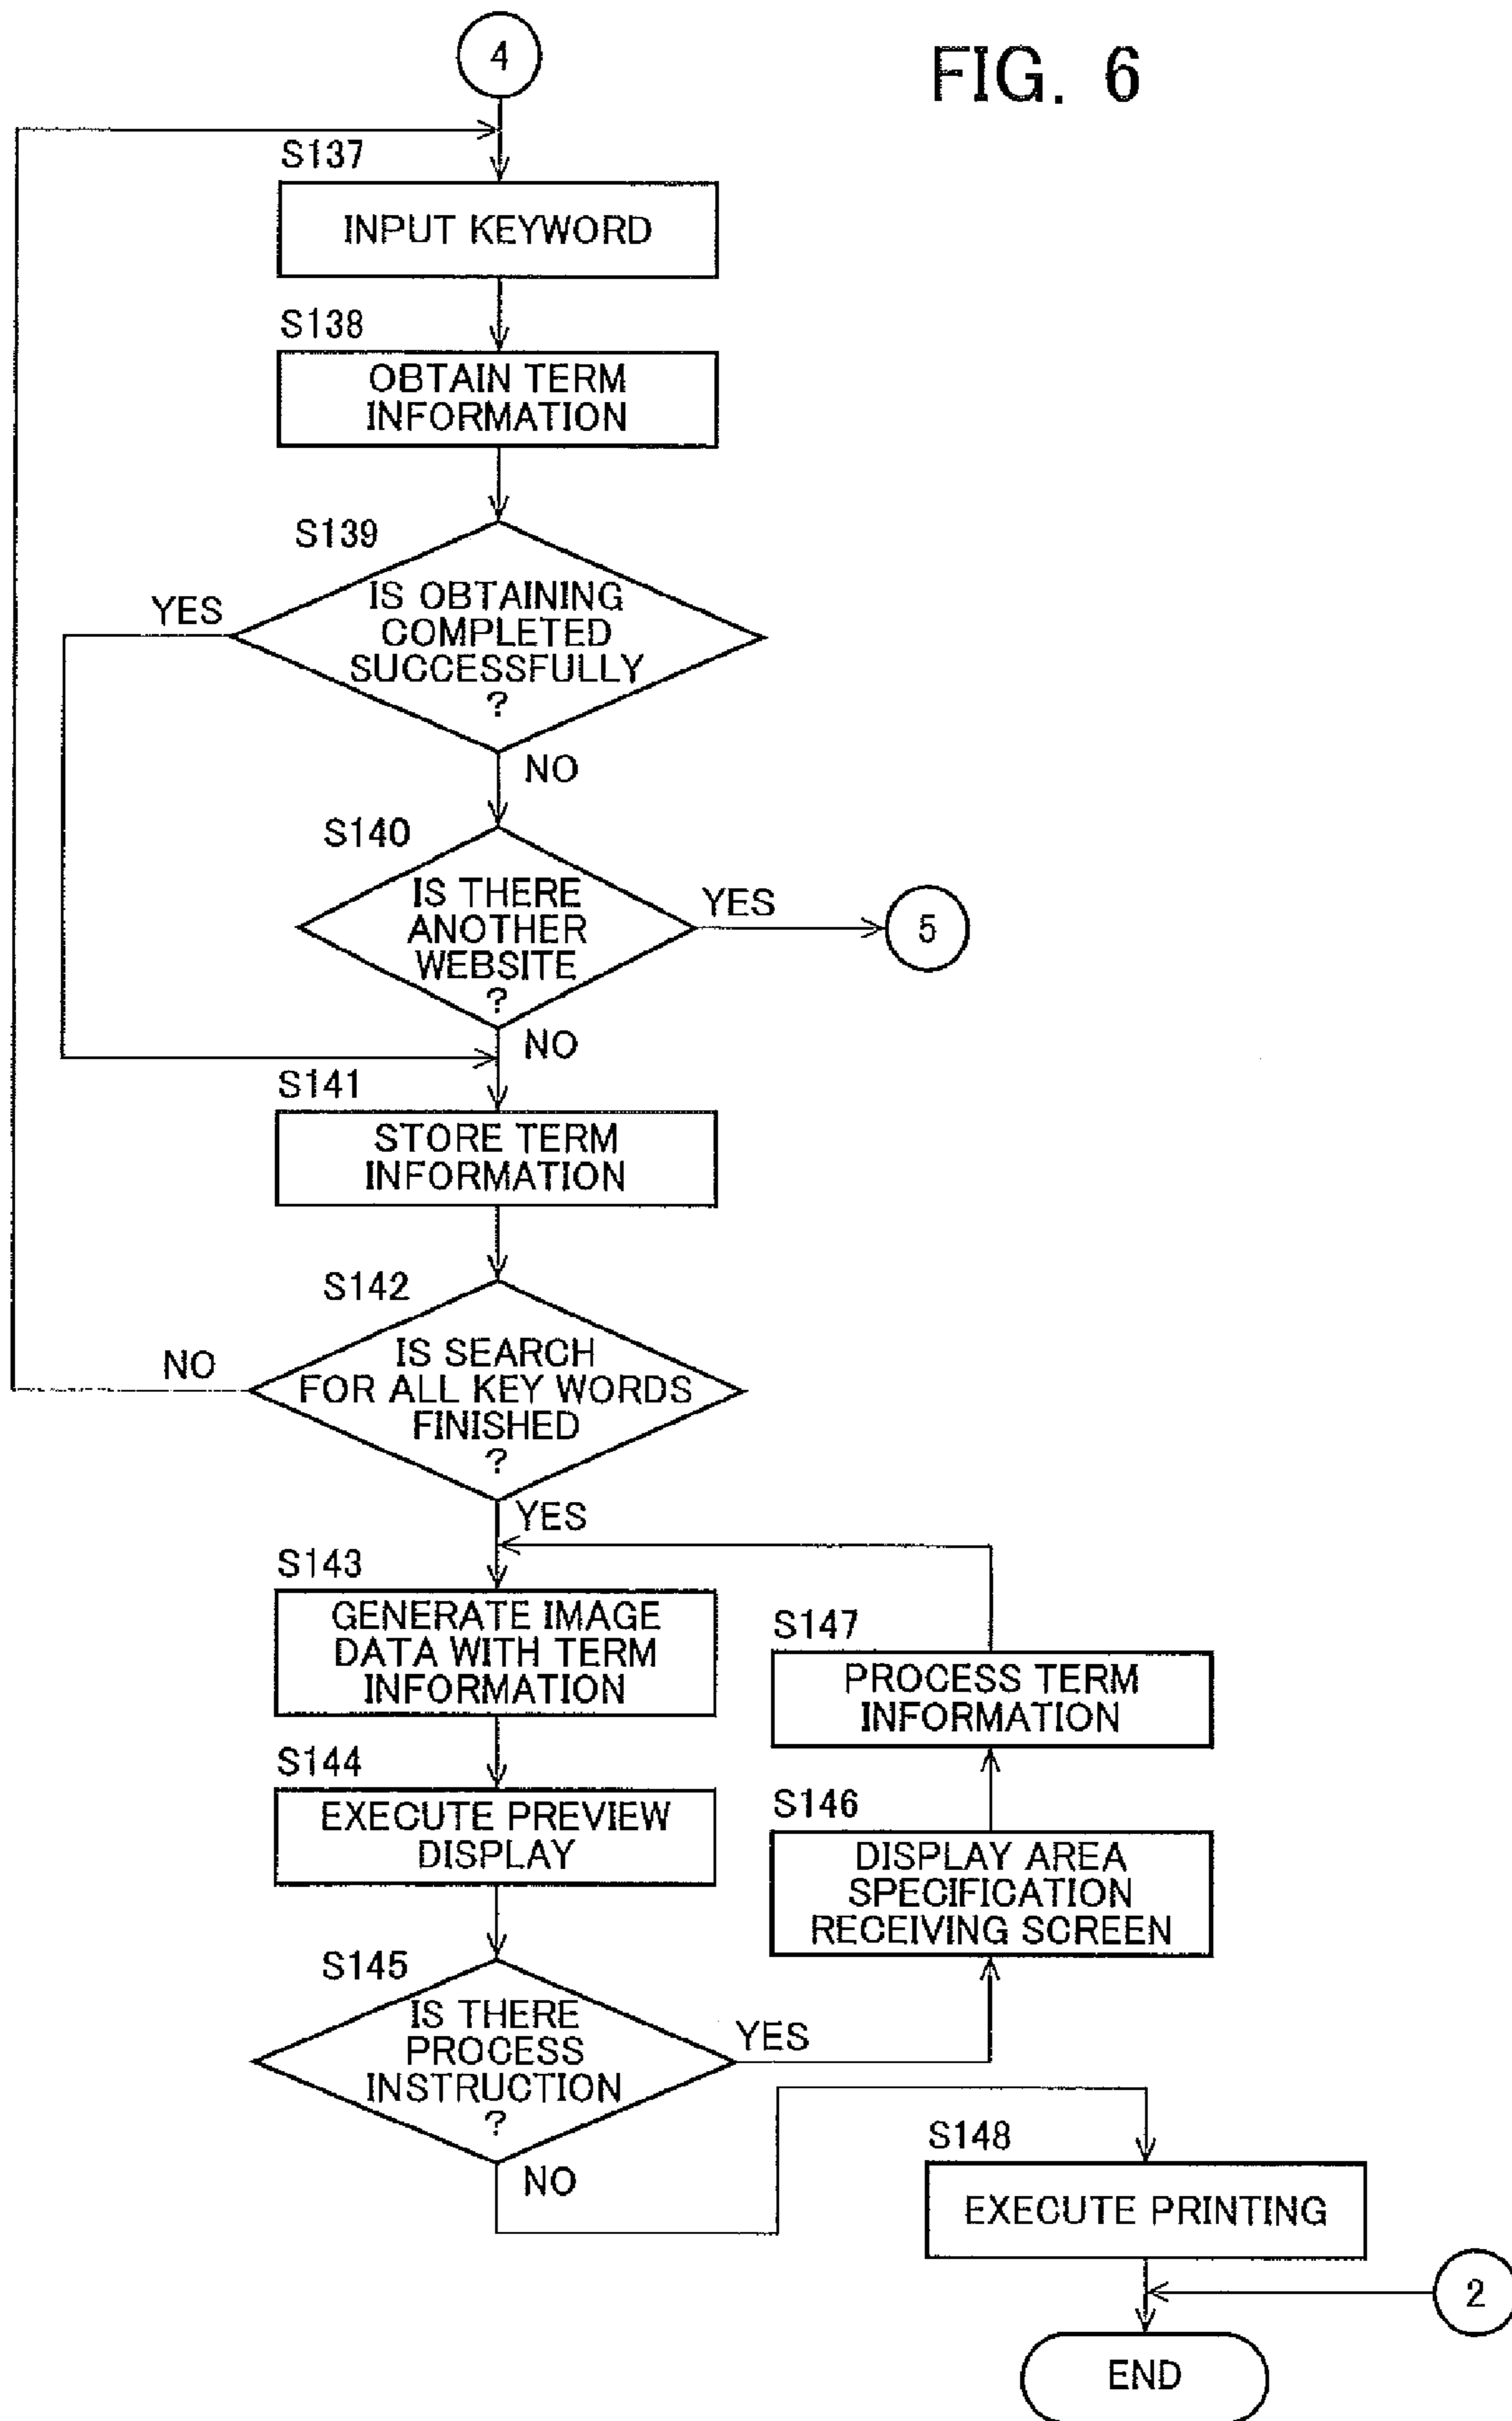 4
FIG. 6
S137
INPUT KEYWORD
S138
OBTAIN TERM
INFORMATION
S139
IS OBTAINING
COMPLETED
SUCCESSFULLY
?
YES
NO
S140
IS THERE
ANOTHER
WEBSITE
?
YES
5
NO
S141
STORE TERM
INFORMATION
S142
IS SEARCH
FOR ALL KEY WORDS
FINISHED
?
NO
YES
S143
GENERATE IMAGE
DATA WITH TERM
INFORMATION
S147
PROCESS TERM
INFORMATION
S144
EXECUTE PREVIEW
DISPLAY
S146
DISPLAY AREA
SPECIFICATION
RECEIVING SCREEN
S145
IS THERE
PROCESS
INSTRUCTION
?
YES
NO
S148
EXECUTE PRINTING
2
END